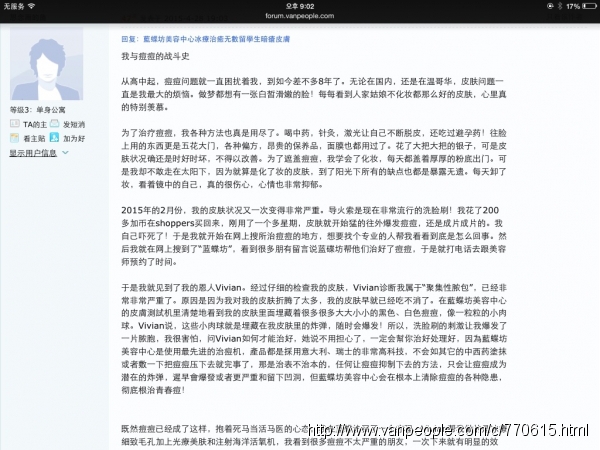 无服务
오후 9:02
17%
forum.vanpeople.com
回复：藍蝶坊美容中心冰療治癒无數留學生暗瘡皮膚
我与痘痘的战斗史
从高中起，痘痘问题就一直困扰着我，到如今差不多8年了。无论在国内，还是在温哥华，皮肤问题一
直是我最大的烦恼。做梦都想有一张白皙滑嫩的脸！每每看到人家姑娘不化妆都那么好的皮肤，心里真
的特别羡慕。
等级3：单身公寓
TA的主 发短消
看主贴 加为好
显示用户信息
为了治疗痘痘，我各种方法也真是用尽了。喝中药，针灸，激光让自己不断脱皮，还吃过避孕药！往脸
上用的东西更是五花大门，各种偏方，昂贵的保养品，面膜也都用过了。花了大把大把的银子，可是皮
肤状况确还是时好时坏，不得以改善。为了遮盖痘痘，我学会了化妆，每天都盖着厚厚的粉底出门。可
是我却不敢走在太阳下，因为就算是化了妆的皮肤，到了阳光下所有的缺点也都是暴露无遗。每天卸了
妆，看着镜中的自己，真的很伤心，心情也非常抑郁。
2015年的2月份，我的皮肤状况又一次变得非常严重。导火索是现在非常流行的洗脸刷！我花了200
多加币在shoppers买回来，刚用了一个多星期，皮肤就开始猛的往外爆发痘痘，还是成片成片的。我
自己吓死了！于是我就开始在网上搜所治痘痘的地方，想要找个专业的人帮我看看到底是怎么回事。然
后我就在网上搜到了“蓝蝶坊”，看到很多朋友留言说蓝碟坊帮他们治好了痘痘，于是就打电话去跟美容
师预约了时间。
于是我就见到了我的恩人Vivian。经过仔细的检查我的皮肤，Vivian诊断我属于“聚集性脓包”，已经非
常非常严重了。原因是因为我对我的皮肤折腾了太多，我的皮肤早就已经吃不消了。在藍蝶坊美容中心
的皮膚測試机里清楚地看到我的皮肤里面埋藏着很多很多大大小小的黑色、白色痘痘，像一粒粒的小肉
球。Vivian说，这些小肉球就是埋藏在我皮肤里的炸弹，随时会爆发！所以，洗脸刷的刺激让我爆发了
一片脓胞，我很害怕，问Vivian如何才能治好，她说不用担心了，一定会幫你治好处理好，因為藍蝶坊
美容中心是使用最先进的治痘机，產品都是採用意大利、瑞士的非常高科技，不会如其它的中西药塗抹
或者數一下把痘痘压下去就完事了，那是治表不治本的，任何让痘痘抑制下去的方法，只会让痘痘成为
潜在的炸弹，遲早會爆發或者更严重和留下凹洞，但藍蝶坊美容中心会在根本上清除痘痘的各种隐患，
彻底根治青春痘！
既然痘痘已经成了这样，抱着死马当活马医的心态
http://www.vanpeople.com/c/770615.html
细致毛孔加上光療美肤和注射海洋活氧机，我看到很多痘痘不太严重的朋友，一次下来就有明显的效